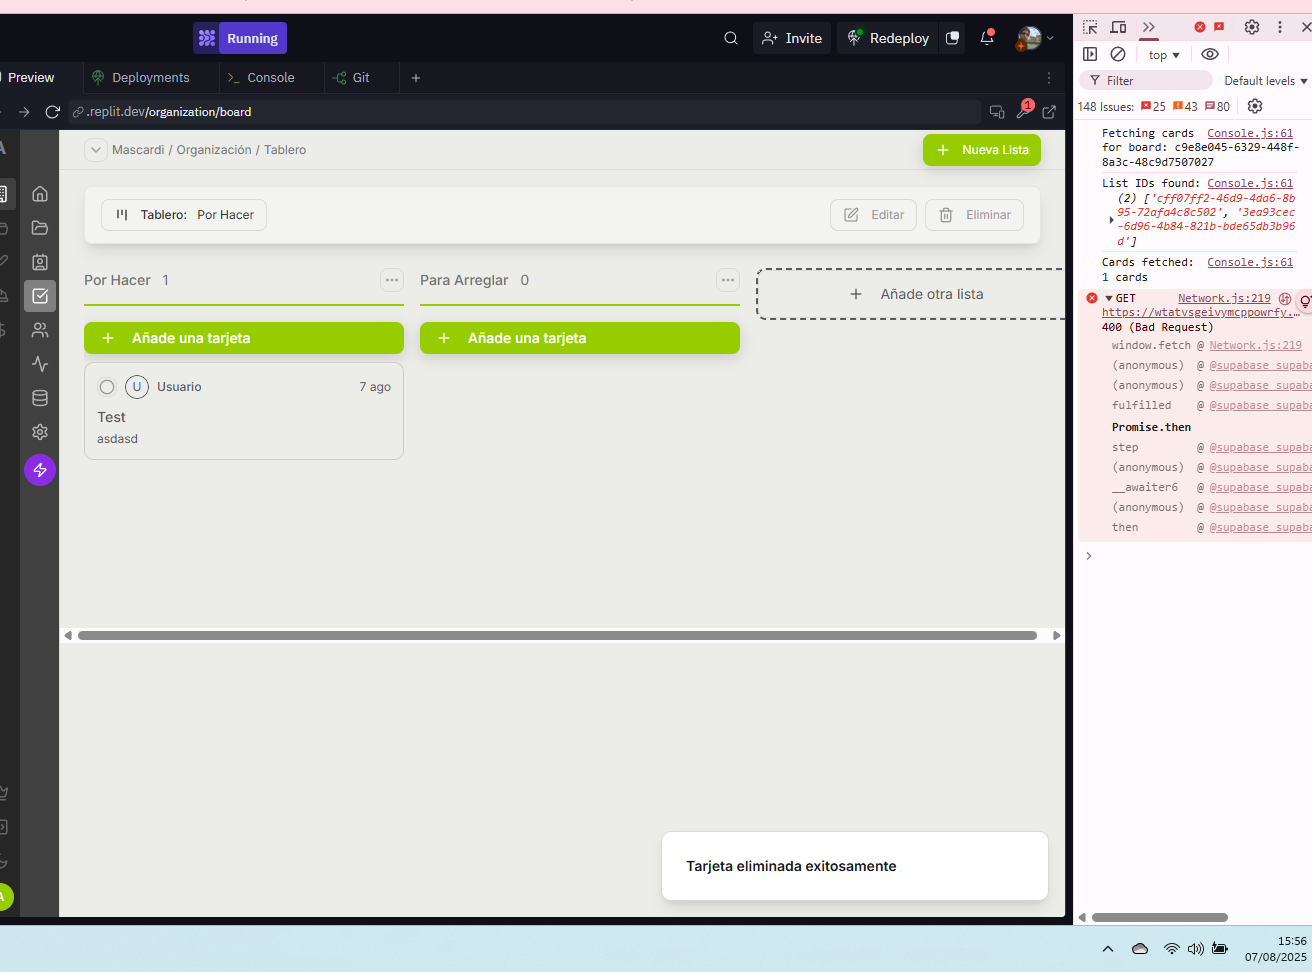 Running
Invite
Redeploy
Preview
Deployments
Console
Git
.replit.dev/organization/board
1
Mascardi / Organización / Tablero
Nueva Lista
Tablero: Por Hacer
Editar
Eliminar
Por Hacer 1
Para Arreglar 0
Añade otra lista
Añade una tarjeta
Añade una tarjeta
U Usuario 7 ago
Test
asdasd
Tarjeta eliminada exitosamente
A
top
Filter
Default levels
148 Issues: 25 43 80
Fetching cards Console.js:61
for board: c9e8e045-6329-448f-
8a3c-48c9d7507027
List IDs found: Console.js:61
(2) ['cff07ff2-46d9-4da6-8b
95-72afa4c8c502', '3ea93cec
-6d96-4b84-821b-bde65db3b96
d']
Cards fetched: Console.js:61
1 cards
GET Network.js:219
https://wtatvsgeivymcppowrfy.…
400 (Bad Request)
window.fetch @ Network.js:219
(anonymous) @ @supabase_supaba
(anonymous) @ @supabase_supaba
fulfilled @ @supabase_supaba
Promise.then
step @ @supabase_supaba
(anonymous) @ @supabase_supaba
__awaiter6 @ @supabase_supaba
(anonymous) @ @supabase_supaba
then @ @supabase_supaba
15:56
07/08/2025